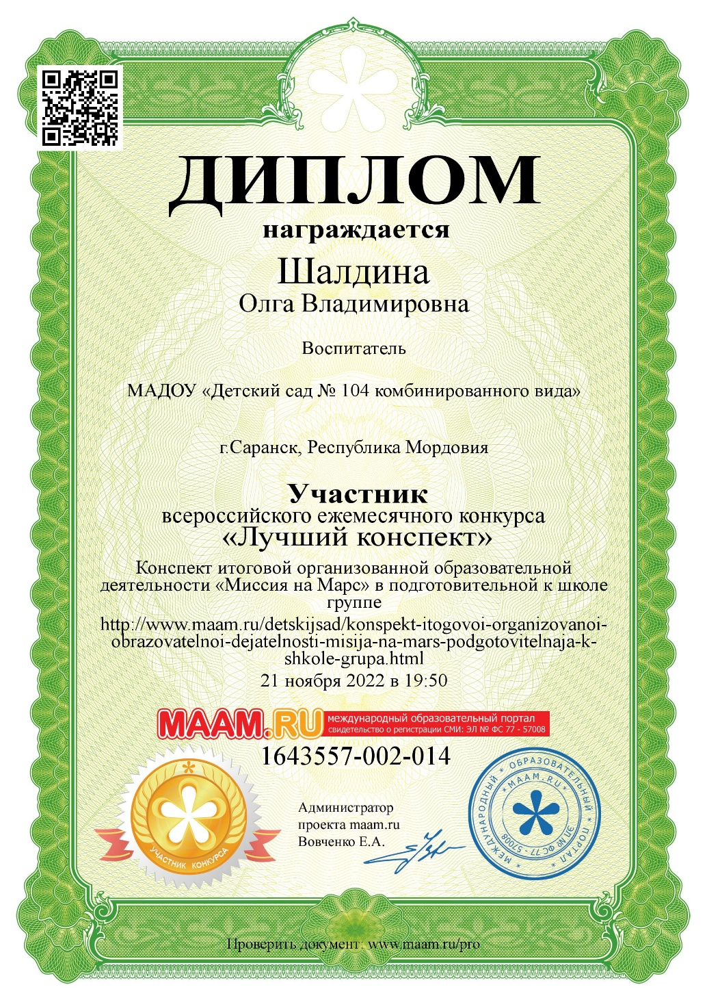 ДИПЛОМ
награждается
Шалдина
Олга Владимировна
Воспитатель
МАДОУ «Детский сад № 104 комбинированного вида»
г.Саранск, Республика Мордовия
Участник
всероссийского ежемесячного конкурса
«Лучший конспект»
Конспект итоговой организованной образовательной
деятельности «Миссия на Марс» в подготовительной к школе
группе
http://www.maam.ru/detskijsad/konspekt-itogovoi-organizovanoi-
obrazovatelnoi-dejatelnosti-misija-na-mars-podgotovitelnaja-k-
shkole-grupa.html
21 ноября 2022 в 19:50
MAAM.RU
международный образовательный портал
свидетельство о регистрации СМИ: ЭЛ № ФС 77 - 57008
1643557-002-014
УЧАСТНИК КОНКУРСА
Администратор
проекта maam.ru
Вовченко Е.А.
* МЕЖДУНАРОДНЫЙ * ОБРАЗОВАТЕЛЬНЫЙ * ПОРТАЛ *
* MAAM.RU *
ЭЛ № ФС 77 - 57008
Проверить документ: www.maam.ru/pro